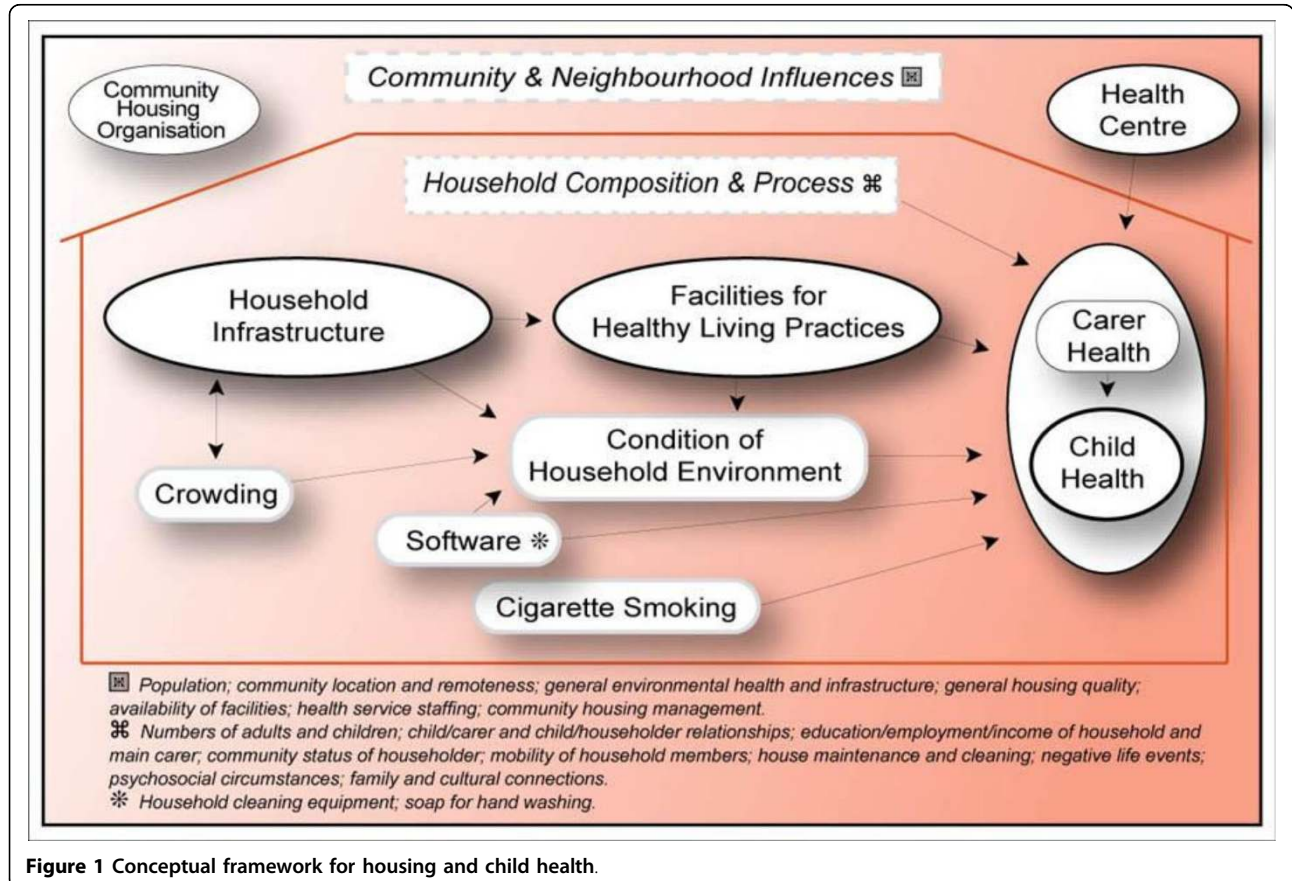 Community
Housing
Organisation
Community & Neighbourhood Influences
Health
Centre
Household Composition & Process ⌘
Household
Infrastructure
Facilities for
Healthy Living Practices
Carer
Health
Condition of
Household Environment
Child
Health
Crowding
Software ❊
Cigarette Smoking
Population; community location and remoteness; general environmental health and infrastructure; general housing quality;
availability of facilities; health service staffing; community housing management.
⌘ Numbers of adults and children; child/carer and child/householder relationships; education/employment/income of household and
main carer; community status of householder; mobility of household members; house maintenance and cleaning; negative life events;
psychosocial circumstances; family and cultural connections.
❊ Household cleaning equipment; soap for hand washing.
Figure 1 Conceptual framework for housing and child health.